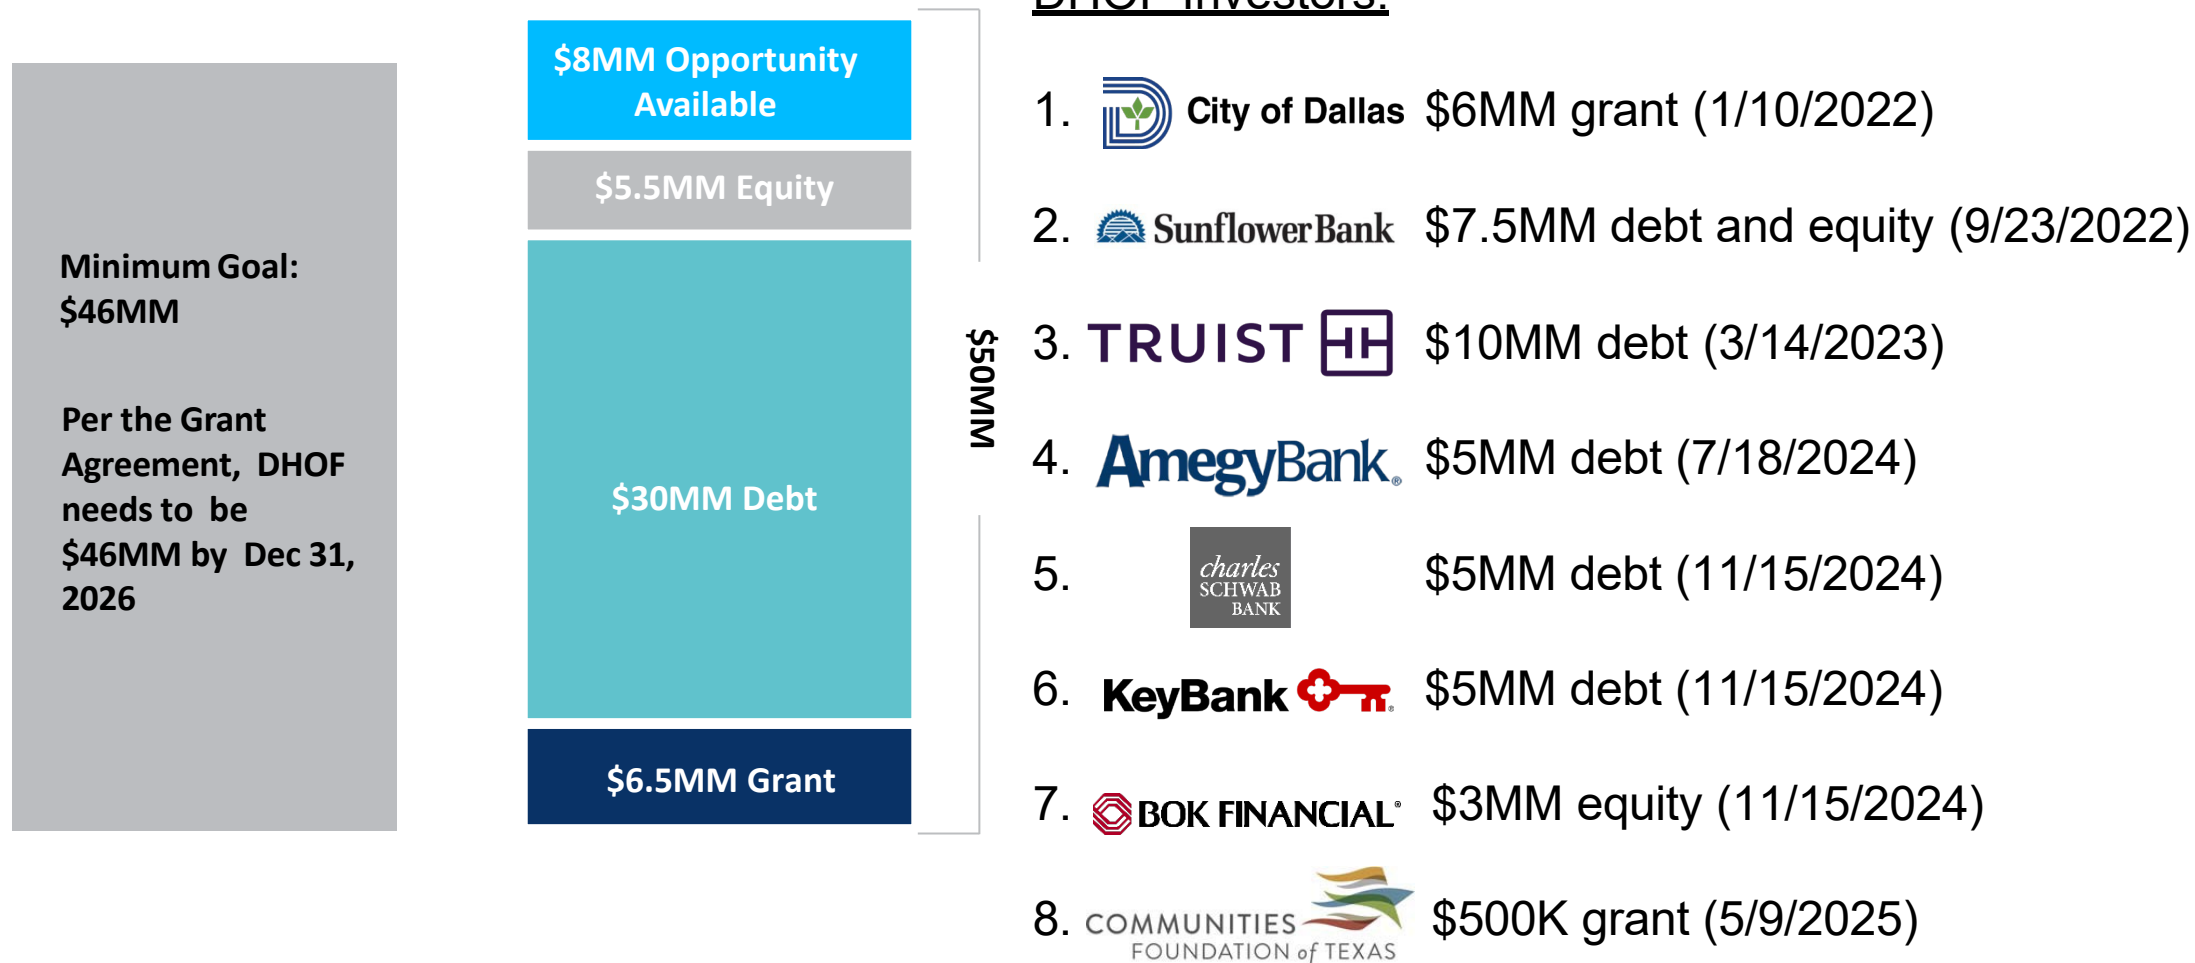 Minimum Goal:
$46MM
Per the Grant
Agreement, DHOF
needs to be
$46MM by Dec 31,
2026
$8MM Opportunity
Available
$5.5MM Equity
$30MM Debt
$6.5MM Grant
$50MM
DHOF Investors:
1. City of Dallas $6MM grant (1/10/2022)
2. SunflowerBank $7.5MM debt and equity (9/23/2022)
3. TRUIST $10MM debt (3/14/2023)
4. AmegyBank® $5MM debt (7/18/2024)
5. charles
SCHWAB
BANK $5MM debt (11/15/2024)
6. KeyBank ® $5MM debt (11/15/2024)
7. BOK FINANCIAL® $3MM equity (11/15/2024)
8. COMMUNITIES
FOUNDATION of TEXAS $500K grant (5/9/2025)